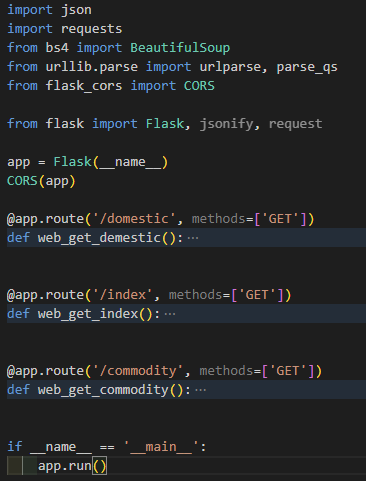 import json
import requests
from bs4 import BeautifulSoup
from urllib.parse import urlparse, parse_qs
from flask_cors import CORS
from flask import Flask, jsonify, request
app = Flask(__name__)
CORS(app)
@app.route('/domestic', methods=['GET'])
def web_get_demestic():···
@app.route('/index', methods=['GET'])
def web_get_index():···
@app.route('/commodity', methods=['GET'])
def web_get_commodity():···
if __name__ == '__main__':
    app.run()